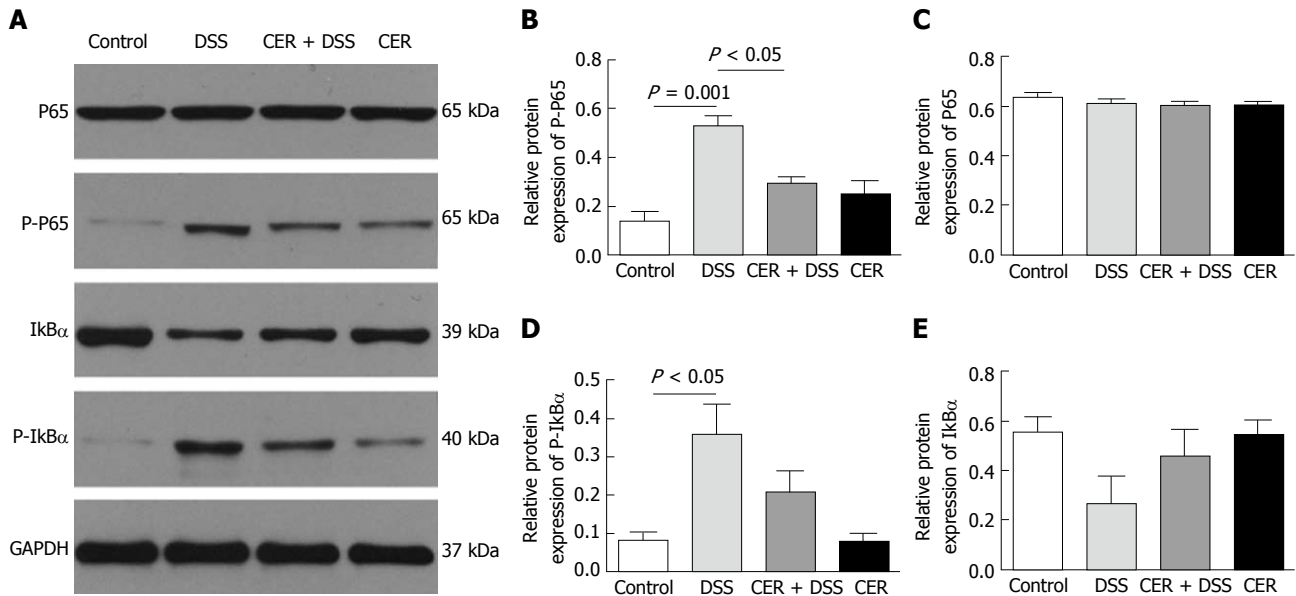 A
Control DSS CER + DSS CER
P65 65 kDa
P-P65 65 kDa
IkBα 39 kDa
P-IkBα 40 kDa
GAPDH 37 kDa
B
Relative protein
expression of P-P65
0.8
0.6
0.4
0.2
0.0
P < 0.05
P = 0.001
Control DSS CER + DSS CER
C
Relative protein
expression of P65
0.8
0.6
0.4
0.2
0.0
Control DSS CER + DSS CER
D
Relative protein
expression of P-IkBα
0.5
0.4
0.3
0.2
0.1
0.0
P < 0.05
Control DSS CER + DSS CER
E
Relative protein
expression of IkBα
0.8
0.6
0.4
0.2
0.0
Control DSS CER + DSS CER